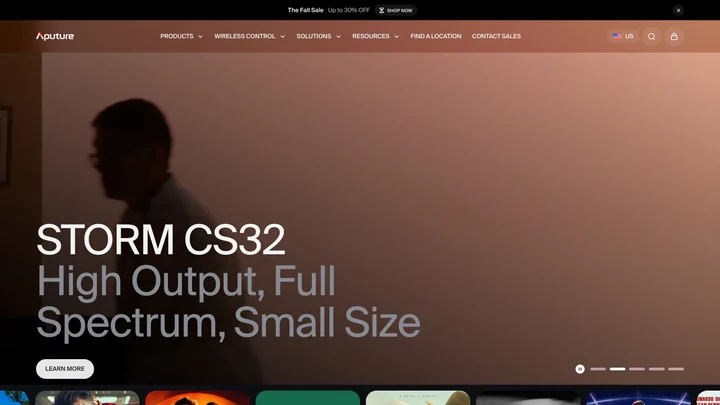 The Fall Sale Up to 30% OFF SHOP NOW
Aputure PRODUCTS WIRELESS CONTROL SOLUTIONS RESOURCES FIND A LOCATION CONTACT SALES US
STORM CS32
High Output, Full
Spectrum, Small Size
LEARN MORE